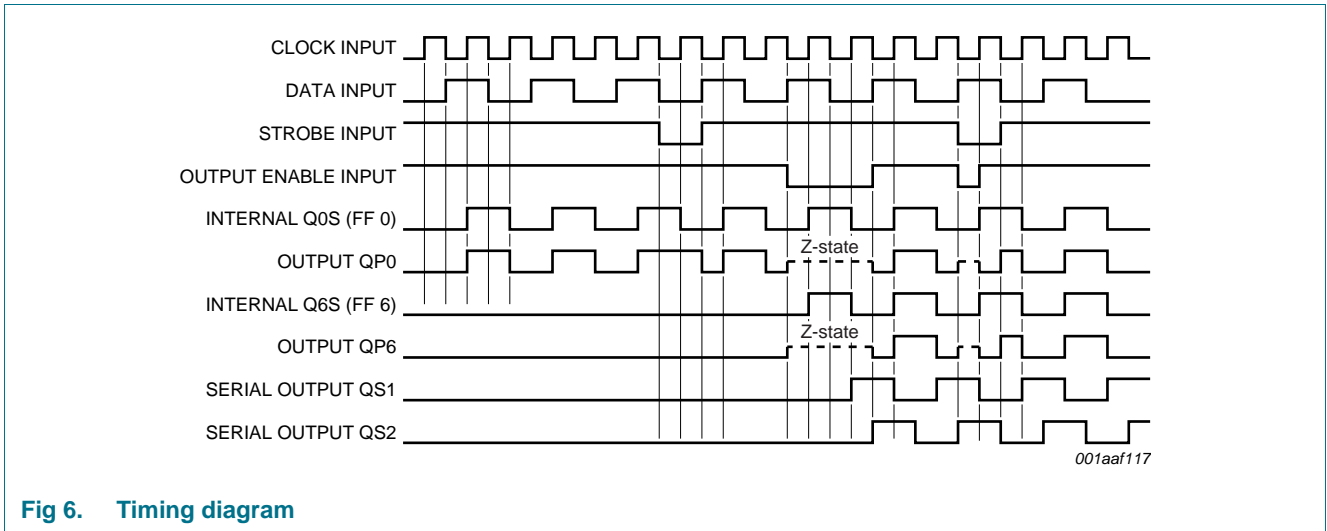 CLOCK INPUT
DATA INPUT
STROBE INPUT
OUTPUT ENABLE INPUT
INTERNAL Q0S (FF 0)
Z-state
OUTPUT QP0
INTERNAL Q6S (FF 6)
Z-state
OUTPUT QP6
SERIAL OUTPUT QS1
SERIAL OUTPUT QS2
001aaf117
Fig 6. Timing diagram